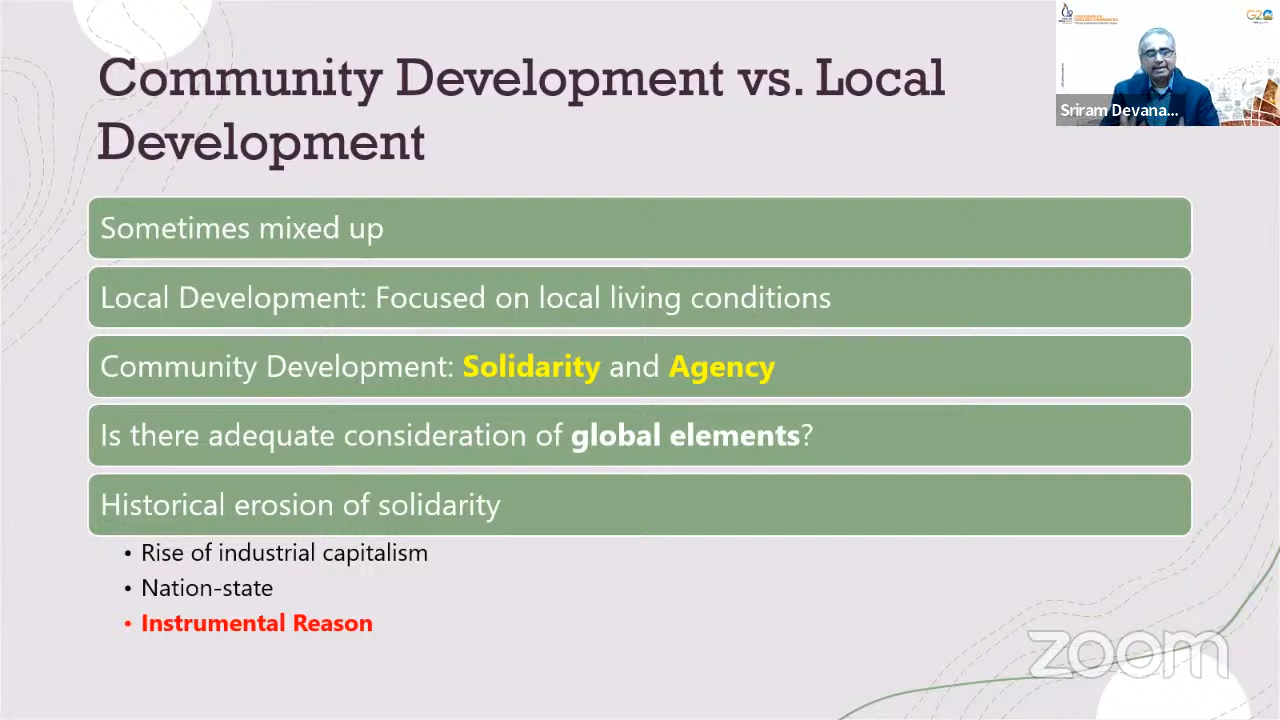 Community Development vs. Local
Development
Sometimes mixed up
Local Development: Focused on local living conditions
Community Development: Solidarity and Agency
Is there adequate consideration of global elements?
Historical erosion of solidarity
• Rise of industrial capitalism
• Nation-state
• Instrumental Reason
G20
Sriram Devana...
zoom